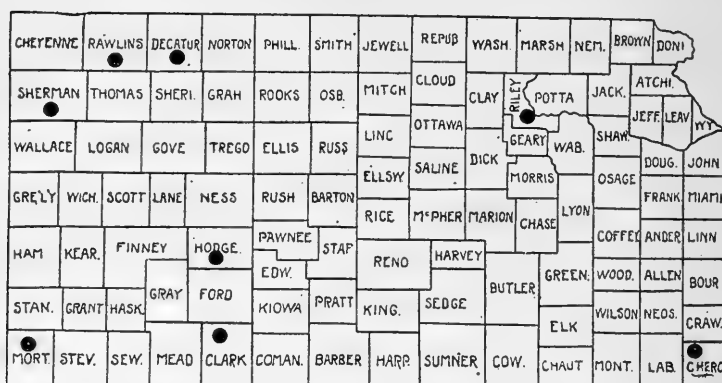 CHEYENNE RAWLINS DECATUR NORTON PHILL. SMITH JEWELL REPUB WASH. MARSH NEM. BROWN DONI
SHERMAN THOMAS SHERI. GRAH ROOKS OSB. MITCH CLOUD CLAY RILEY POTTA JACK. ATCHI.
JEFF. LEAV WY
WALLACE LOGAN GOVE TREGO ELLIS RUSS LINC OTTAWA DICK GEARY WAB. SHAW. DOUG. JOHN
GRE'LY WICH. SCOTT LANE NESS RUSH BARTON ELLSW. SALINE MORRIS OSAGE FRANK. MIAMI
RICE McPHER MARION CHASE LYON
HAM KEAR. FINNEY HODGE. PAWNEE STAF RENO HARVEY COFFEY ANDER LINN
EDW.
GRAY FORD BUTLER GREEN. WOOD. ALLEN BOUR
STAN. GRANT HASK. KIOWA PRATT KING. SEDGE ELK WILSON NEOS. CRAW.
MORT. STEV. SEW. MEAD CLARK COMAN. BARBER HARP. SUMNER COW. CHAUT MONT. LAB. CHERO